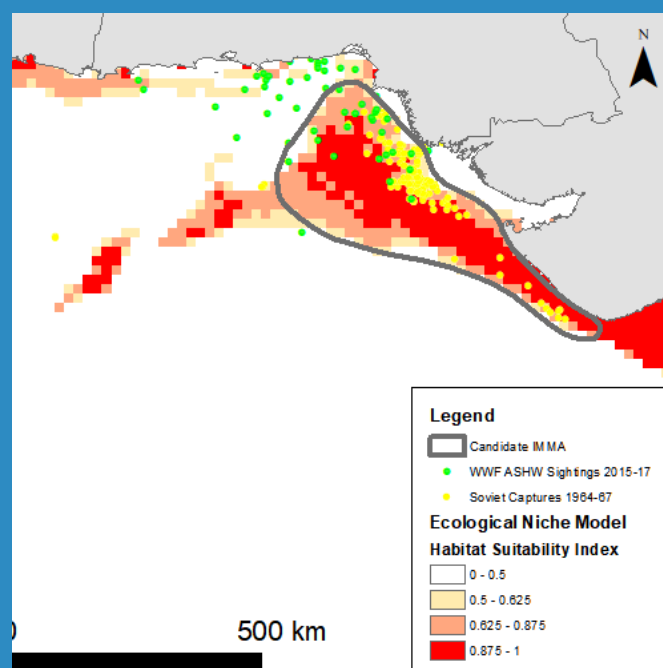 N
Legend
Candidate IMMA
WWF ASHW Sightings 2015-17
Soviet Captures 1964-67
Ecological Niche Model
Habitat Suitability Index
0 - 0.5
0.5 - 0.625
0.625 - 0.875
0.875 - 1
0 500 km